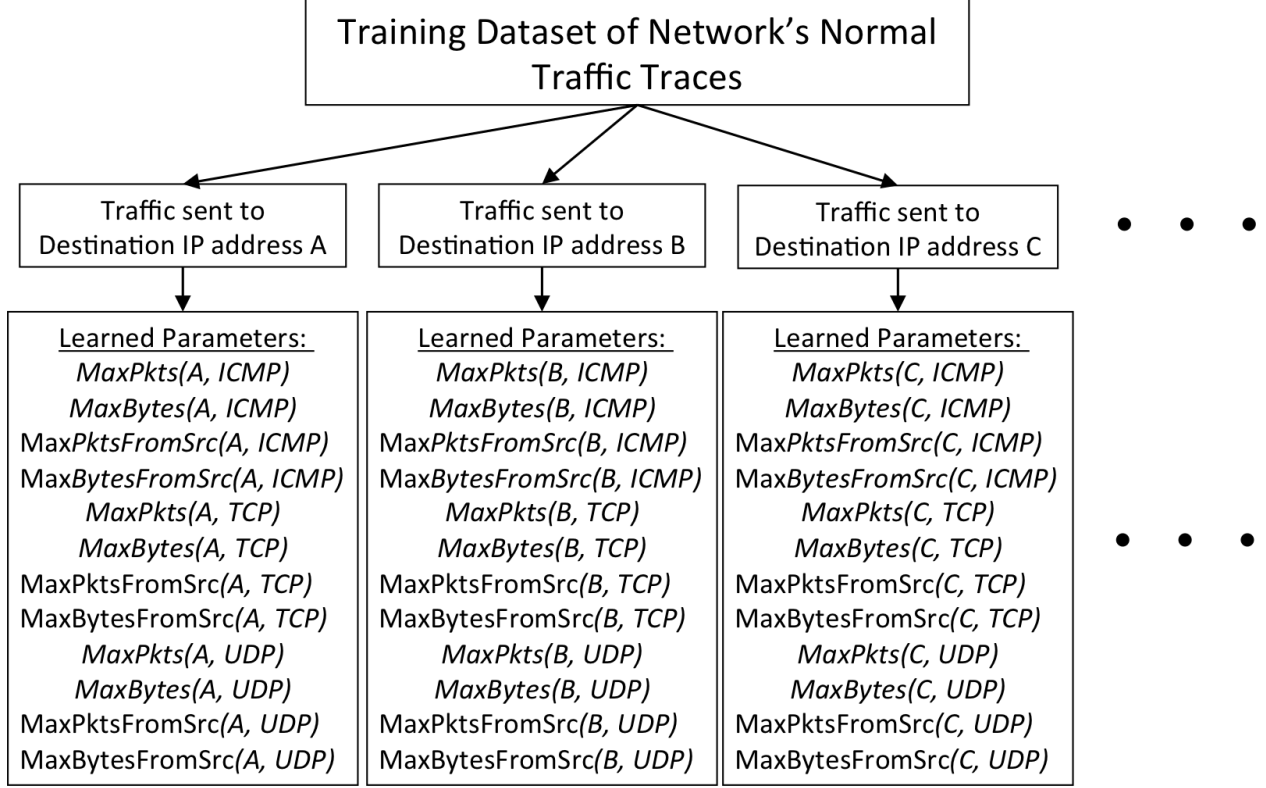 Training Dataset of Network’s Normal
Traffic Traces
Traffic sent to
Destination IP address A
Traffic sent to
Destination IP address B
Traffic sent to
Destination IP address C
Learned Parameters:
MaxPkts(A, ICMP)
MaxBytes(A, ICMP)
MaxPktsFromSrc(A, ICMP)
MaxBytesFromSrc(A, ICMP)
MaxPkts(A, TCP)
MaxBytes(A, TCP)
MaxPktsFromSrc(A, TCP)
MaxBytesFromSrc(A, TCP)
MaxPkts(A, UDP)
MaxBytes(A, UDP)
MaxPktsFromSrc(A, UDP)
MaxBytesFromSrc(A, UDP)
Learned Parameters:
MaxPkts(B, ICMP)
MaxBytes(B, ICMP)
MaxPktsFromSrc(B, ICMP)
MaxBytesFromSrc(B, ICMP)
MaxPkts(B, TCP)
MaxBytes(B, TCP)
MaxPktsFromSrc(B, TCP)
MaxBytesFromSrc(B, TCP)
MaxPkts(B, UDP)
MaxBytes(B, UDP)
MaxPktsFromSrc(B, UDP)
MaxBytesFromSrc(B, UDP)
Learned Parameters:
MaxPkts(C, ICMP)
MaxBytes(C, ICMP)
MaxPktsFromSrc(C, ICMP)
MaxBytesFromSrc(C, ICMP)
MaxPkts(C, TCP)
MaxBytes(C, TCP)
MaxPktsFromSrc(C, TCP)
MaxBytesFromSrc(C, TCP)
MaxPkts(C, UDP)
MaxBytes(C, UDP)
MaxPktsFromSrc(C, UDP)
MaxBytesFromSrc(C, UDP)